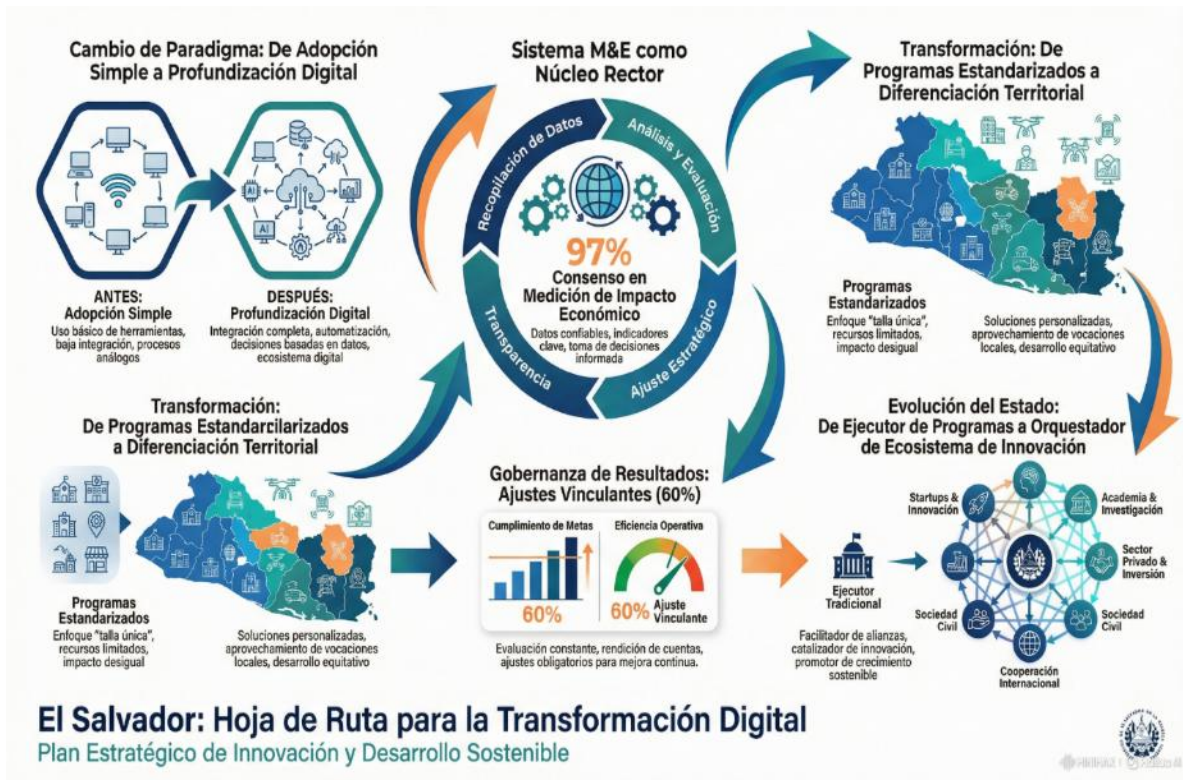 Cambio de Paradigma: De Adopción
Simple a Profundización Digital
AI
AI
ANTES:
Adopción Simple
Uso básico de herramientas,
baja integración, procesos
análogos
DESPUÉS:
Profundización Digital
Integración completa, automatización,
decisiones basadas en datos,
ecosistema digital
Sistema M&E como
Núcleo Rector
Recopilación de Datos
Análisis y Evaluación
Ajuste Estratégico
Transparencia
97%
Consenso en
Medición de Impacto
Económico
Datos confiables, indicadores
clave, toma de decisiones
informada
Transformación: De
Programas Estandarizados a
Diferenciación Territorial
Programas
Estandarizados
Enfoque "talla única",
recursos limitados,
impacto desigual
Soluciones personalizadas,
aprovechamiento de vocaciones
locales, desarrollo equitativo
Transformación:
De Programas Estandarcilarizados
a Diferenciación Territorial
Programas
Estandarizados
Enfoque "talla única",
recursos limitados,
impacto desigual
Soluciones personalizadas,
aprovechamiento de vocaciones
locales, desarrollo equitativo
Gobernanza de Resultados:
Ajustes Vinculantes (60%)
Cumplimiento de Metas
60%
Eficiencia Operativa
60% Ajuste
Vinculante
Evaluación constante, rendición de cuentas,
ajustes obligatorios para mejora continua.
Evolución del Estado:
De Ejecutor de Programas a Orquestador
de Ecosistema de Innovación
Ejecutor
Tradicional
Facilitador de alianzas,
catalizador de innovación,
promotor de crecimiento
sostenible
Startups &
Innovación
Academia &
Investigación
Sector
Privado &
Inversión
Sociedad
Civil
Sociedad
Civil
Cooperación
Internacional
El Salvador: Hoja de Ruta para la Transformación Digital
Plan Estratégico de Innovación y Desarrollo Sostenible